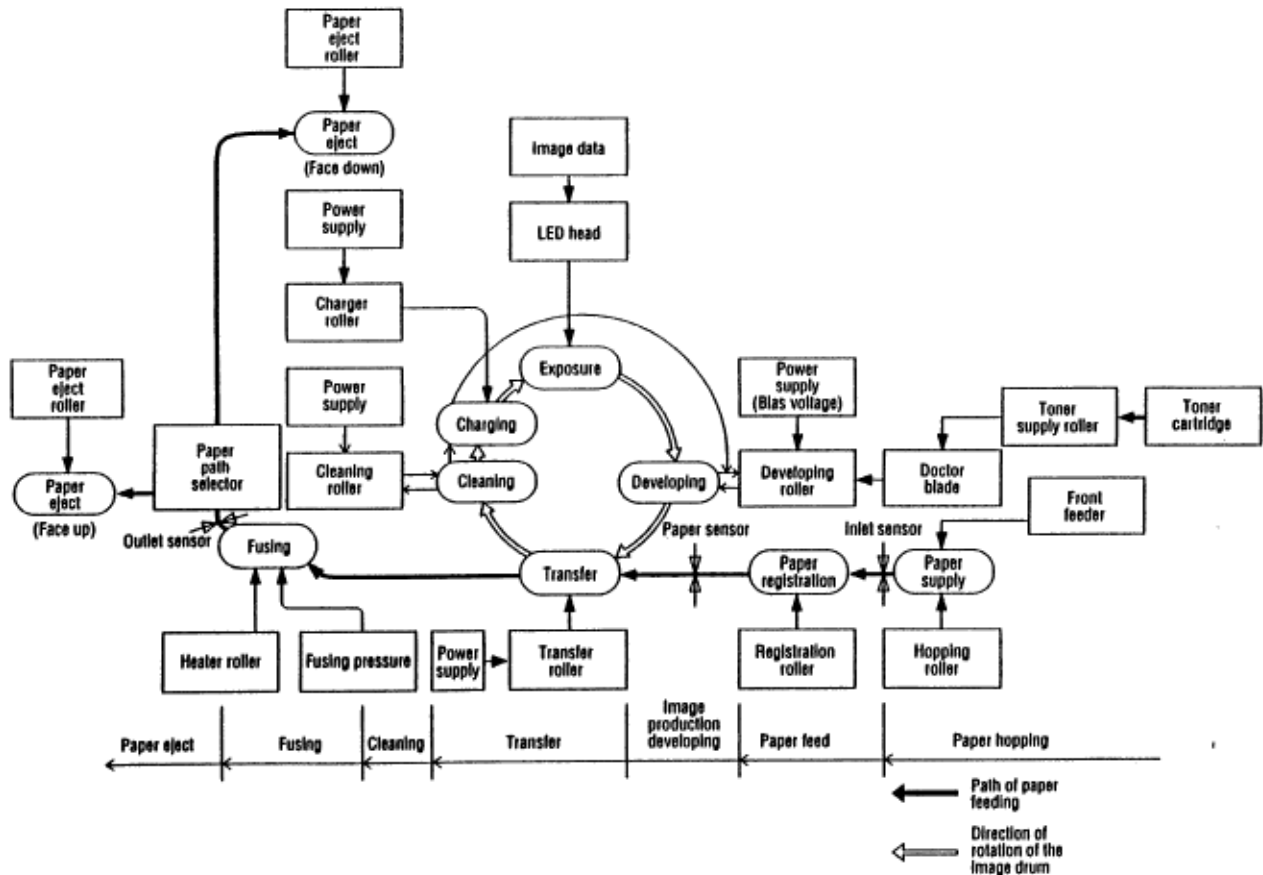 Paper
eject
roller
Paper
eject
(Face down)
Image data
Power
supply
LED head
Charger
roller
Exposure
Paper
eject
roller
Power
supply
Power
supply
(Blas voltage)
Toner
supply roller
Toner
cartridge
Charging
Paper
path
selector
Cleaning
roller
Cleaning
Developing
Developing
roller
Doctor
blade
Paper
eject
(Face up)
Front
feeder
Outlet sensor
Fusing
Paper sensor
Inlet sensor
Transfer
Paper
registration
Paper
supply
Heater roller
Fusing pressure
Power
supply
Transfer
roller
Registration
roller
Hopping
roller
Paper eject
Fusing
Cleaning
Transfer
Image
production
developing
Paper feed
Paper hopping
Path of paper
feeding
Direction of
rotation of the
image drum